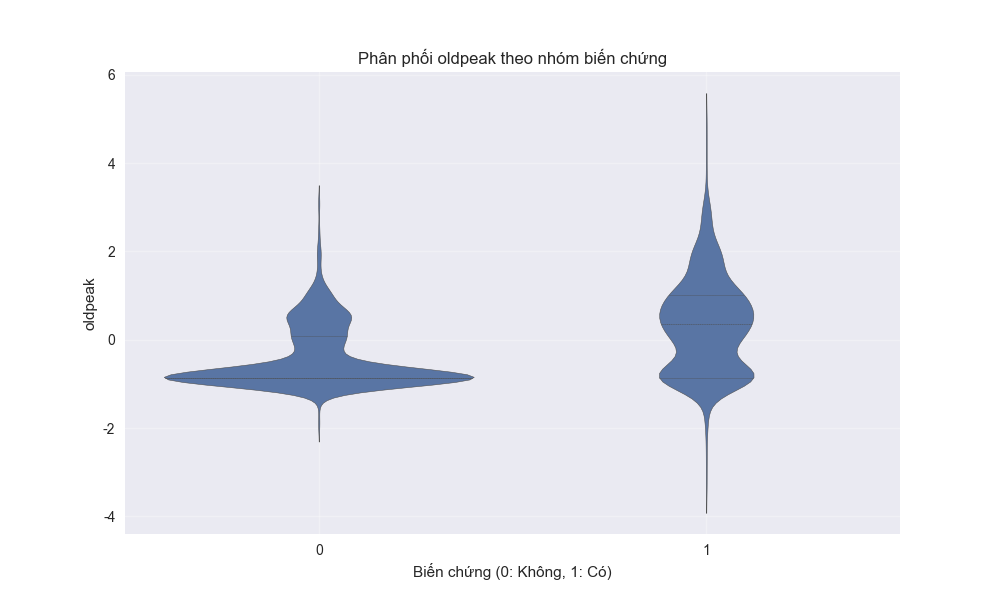 Phân phối oldpeak theo nhóm biến chứng
6
4
2
0
-2
-4
oldpeak
0
1
Biến chứng (0: Không, 1: Có)